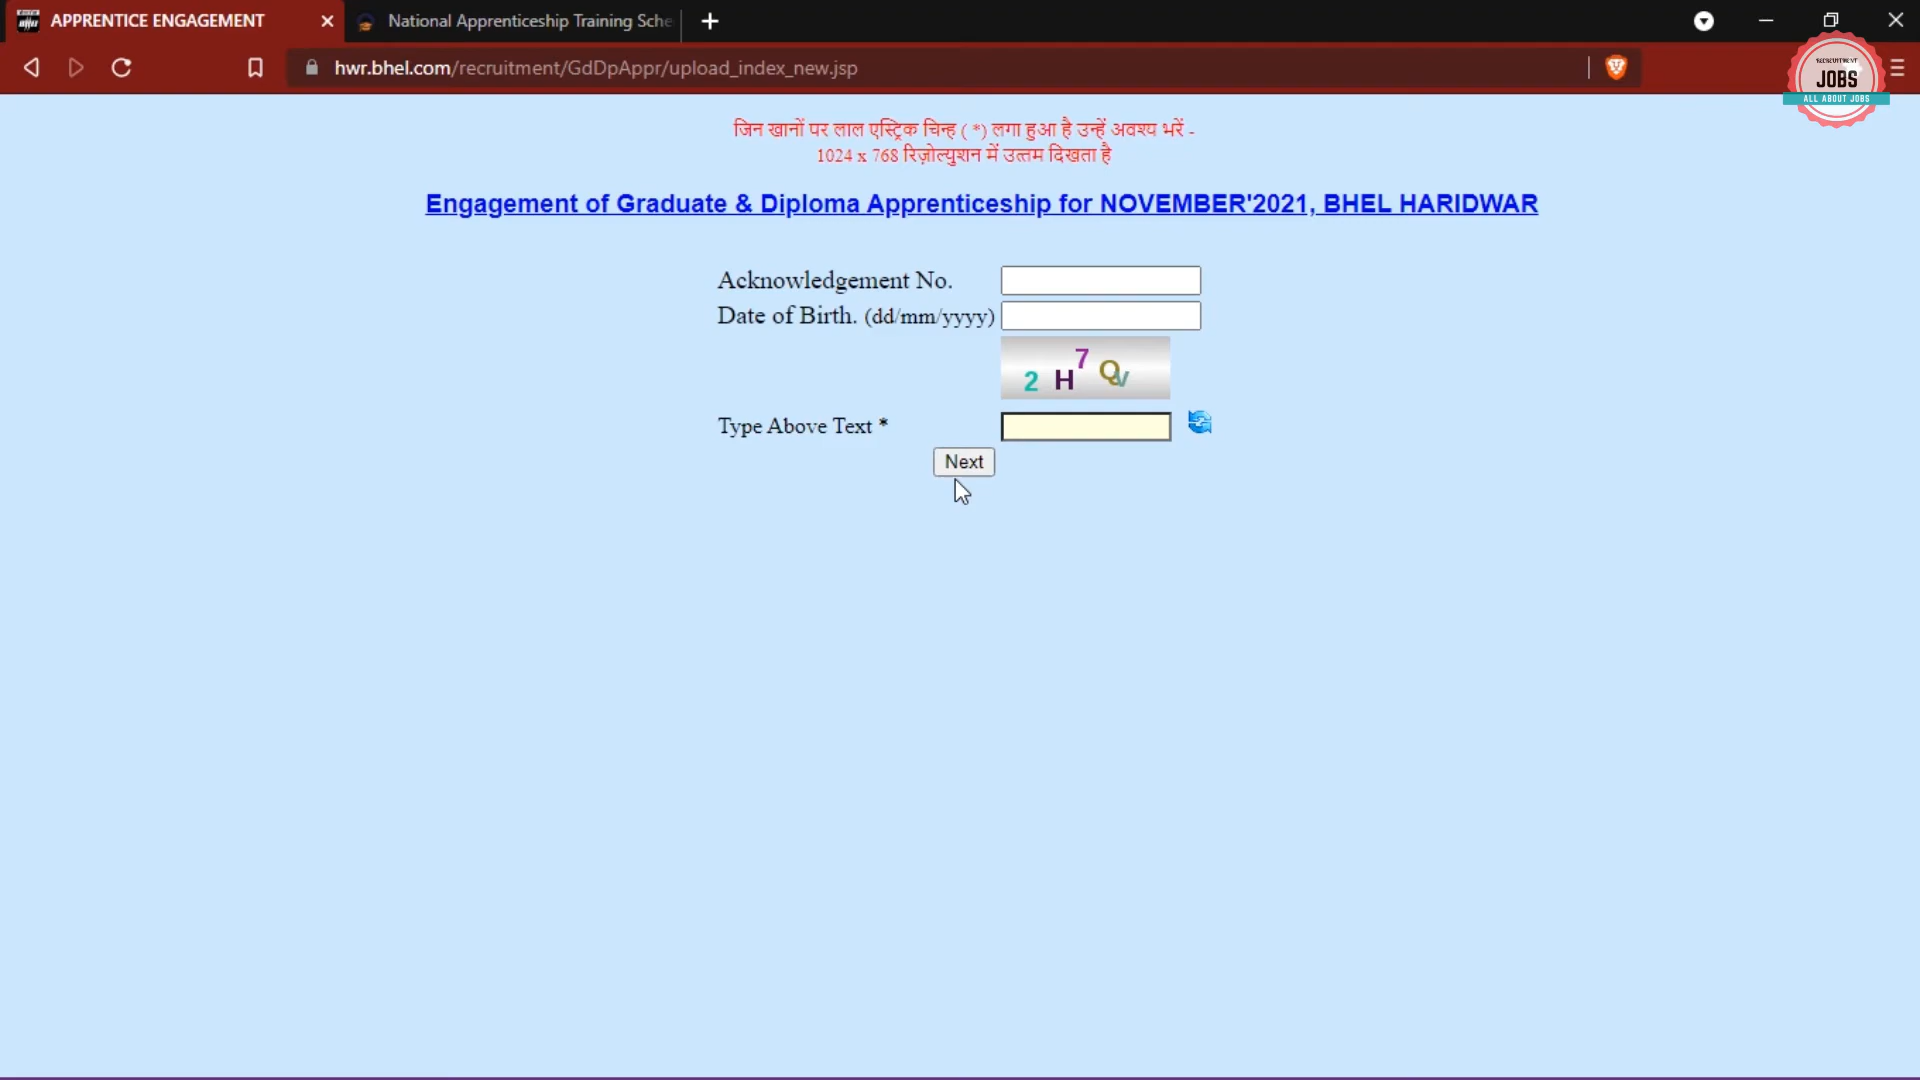 APPRENTICE ENGAGEMENT
National Apprenticeship Training Sche
hwr.bhel.com/recruitment/GdDpAppr/upload_index_new.jsp
RECRUITMENT
JOBS
ALL ABOUT JOBS
जिन खानों पर लाल एस्ट्रिक चिन्ह ( *) लगा हुआ है उन्हें अवश्य भरें -
1024 x 768 रिज़ोल्युशन में उत्तम दिखता है
Engagement of Graduate & Diploma Apprenticeship for NOVEMBER'2021, BHEL HARIDWAR
Acknowledgement No.
Date of Birth. (dd/mm/yyyy)
2 H 7 Q V
Type Above Text *
Next